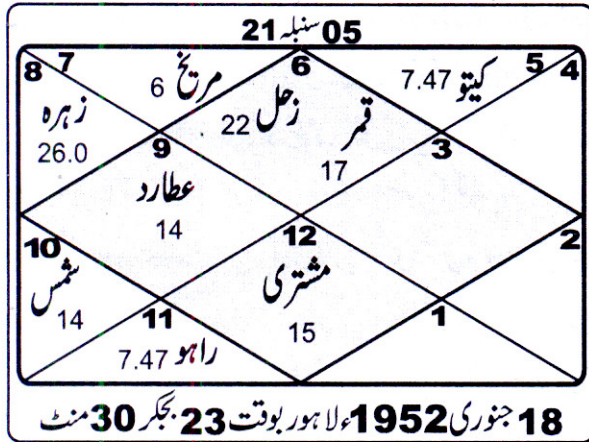 21 سنبلہ 05
8 7 مریخ 6 6 کیتو 7.47 5 4
زہرہ 26.0 زحل 22 قمر 17
9 3
عطارد 14
10 12 2
شمس 14 مشتری 15
11 1
راہو 7.47
18 جنوری 1952ء لاہور بوقت 23 بجکر 30 منٹ